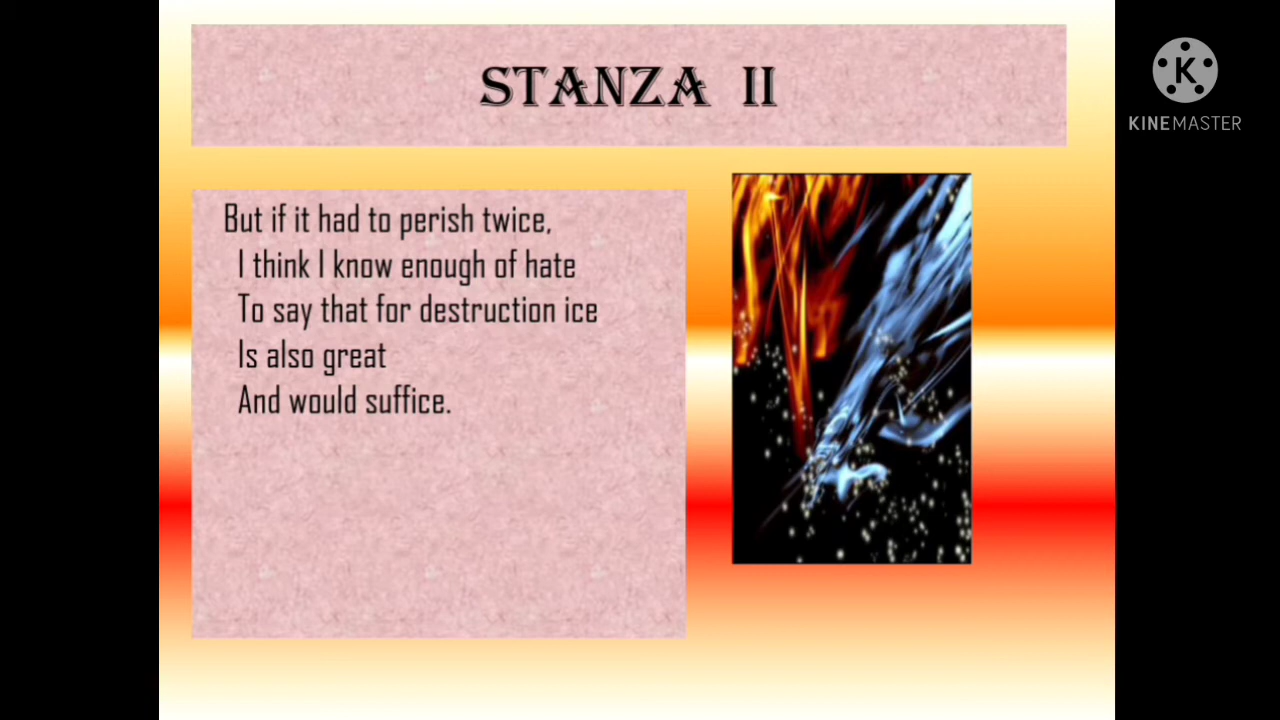 STANZA II
But if it had to perish twice,
I think I know enough of hate
To say that for destruction ice
Is also great
And would suffice.
K
KINEMASTER